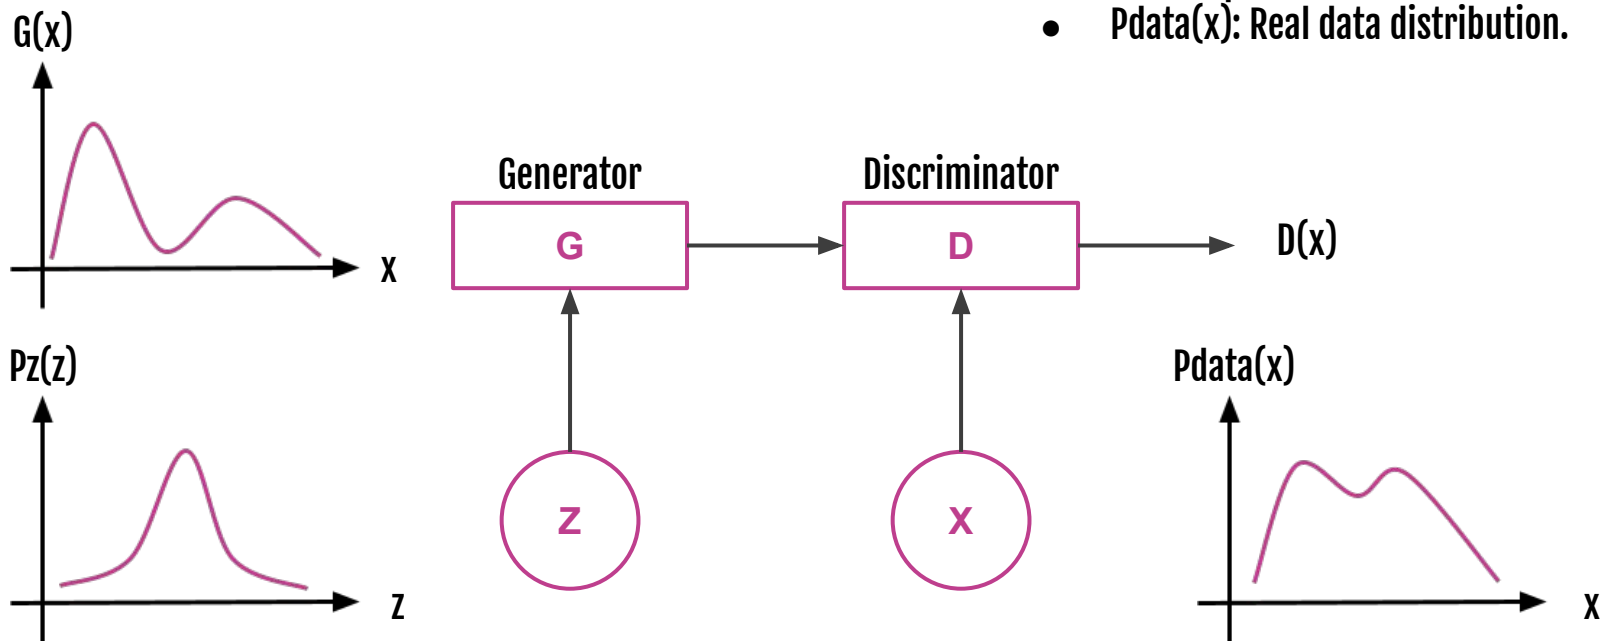 ● Pdata(x): Real data distribution.
G(x)
x
Generator
Discriminator
G
D
D(x)
Pz(z)
z
Z
X
Pdata(x)
x